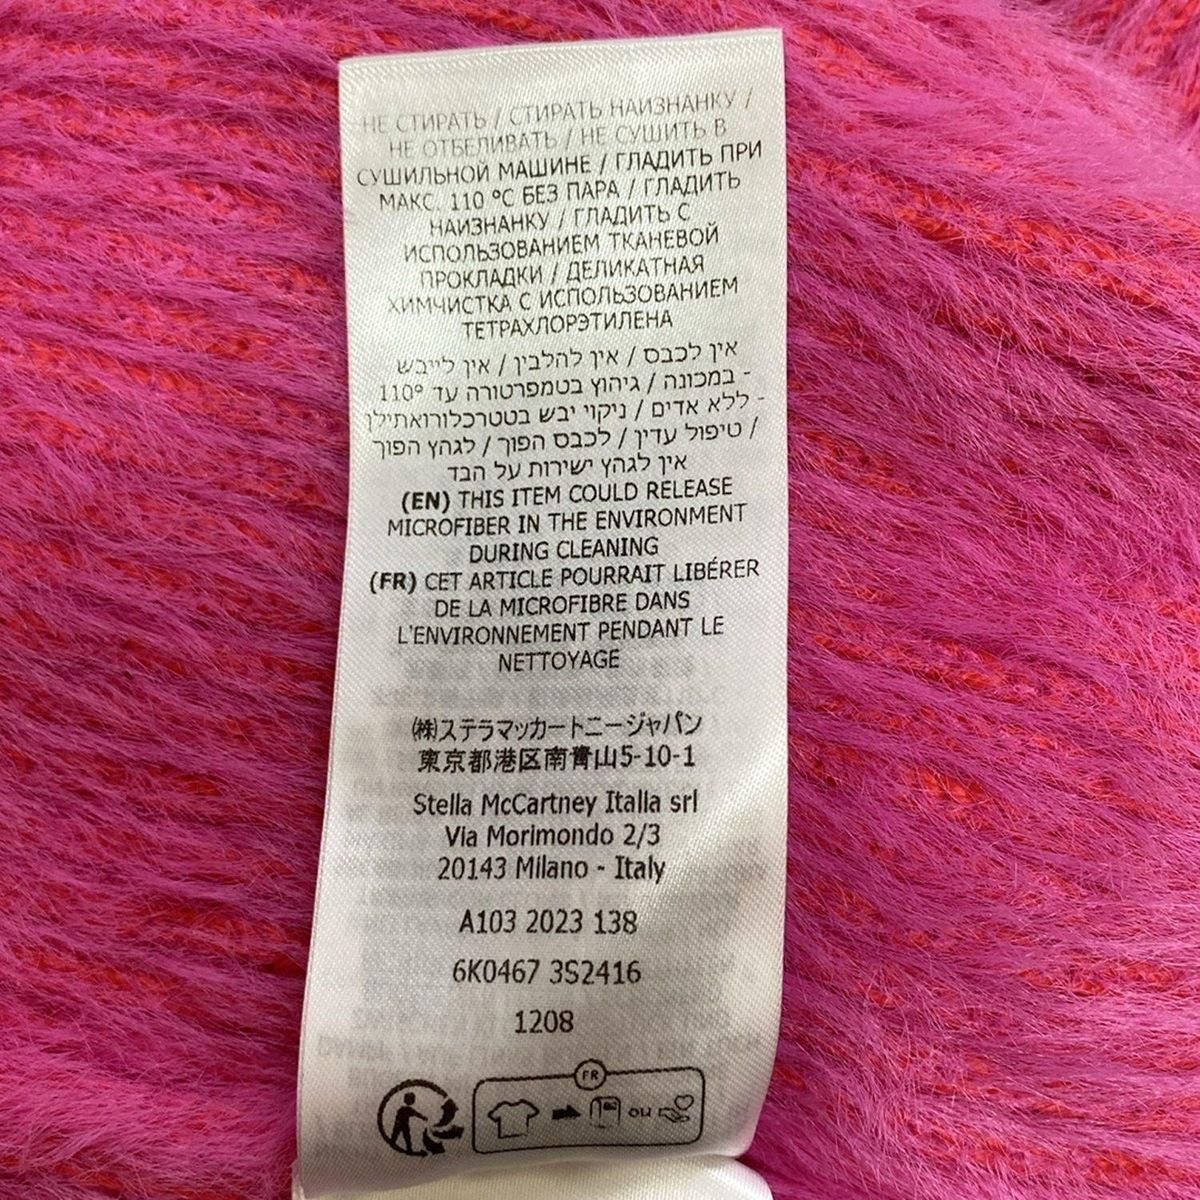 НЕ СТИРАТЬ / СТИРАТЬ НАИЗНАНКУ /
НЕ ОТБЕЛИВАТЬ / НЕ СУШИТЬ В
СУШИЛЬНОЙ МАШИНЕ / ГЛАДИТЬ ПРИ
МАКС. 110 °C БЕЗ ПАРА / ГЛАДИТЬ
НАИЗНАНКУ / ГЛАДИТЬ С
ИСПОЛЬЗОВАНИЕМ ТКАНЕВОЙ
ПРОКЛАДКИ / ДЕЛИКАТНАЯ
ХИМЧИСТКА С ИСПОЛЬЗОВАНИЕМ
ТЕТРАХЛОРЭТИЛЕНА
אין לכבס / אין להלבין / אין לייבש
במכונה / גיהוץ בטמפרטורה עד 110° -
ללא אדים / ניקוי יבש בטטרכלורואתילן -
טיפול עדין / לכבס הפוך / לגהץ הפוך /
אין לגהץ ישירות על הבד
(EN) THIS ITEM COULD RELEASE
MICROFIBER IN THE ENVIRONMENT
DURING CLEANING
(FR) CET ARTICLE POURRAIT LIBÉRER
DE LA MICROFIBRE DANS
L'ENVIRONNEMENT PENDANT LE
NETTOYAGE
㈱ステラマッカートニージャパン
東京都港区南青山5-10-1
Stella McCartney Italia srl
Via Morimondo 2/3
20143 Milano - Italy
A103 2023 138
6K0467 3S2416
1208
FR
ou